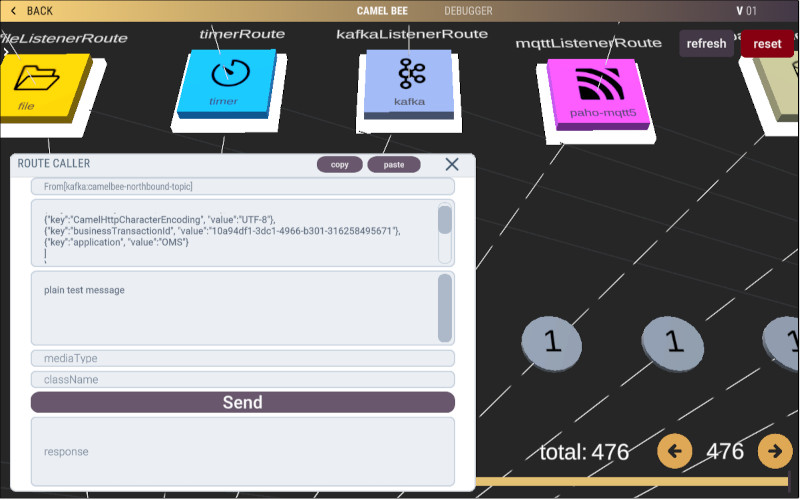 BACK
CAMEL BEE
DEBUGGER
V 01
fileListenerRoute
timerRoute
kafkaListenerRoute
mqttListenerRoute
refresh
reset
file
timer
kafka
paho-mqtt5
ROUTE CALLER
copy
paste
From[kafka:camelbee-northbound-topic]
{"key":"CamelHttpCharacterEncoding", "value":"UTF-8"},
{"key":"businessTransactionId", "value":"10a94df1-3dc1-4966-b301-316258495671"},
{"key":"application", "value":"OMS"}
]
plain test message
mediaType
className
Send
response
1
1
1
total: 476
476